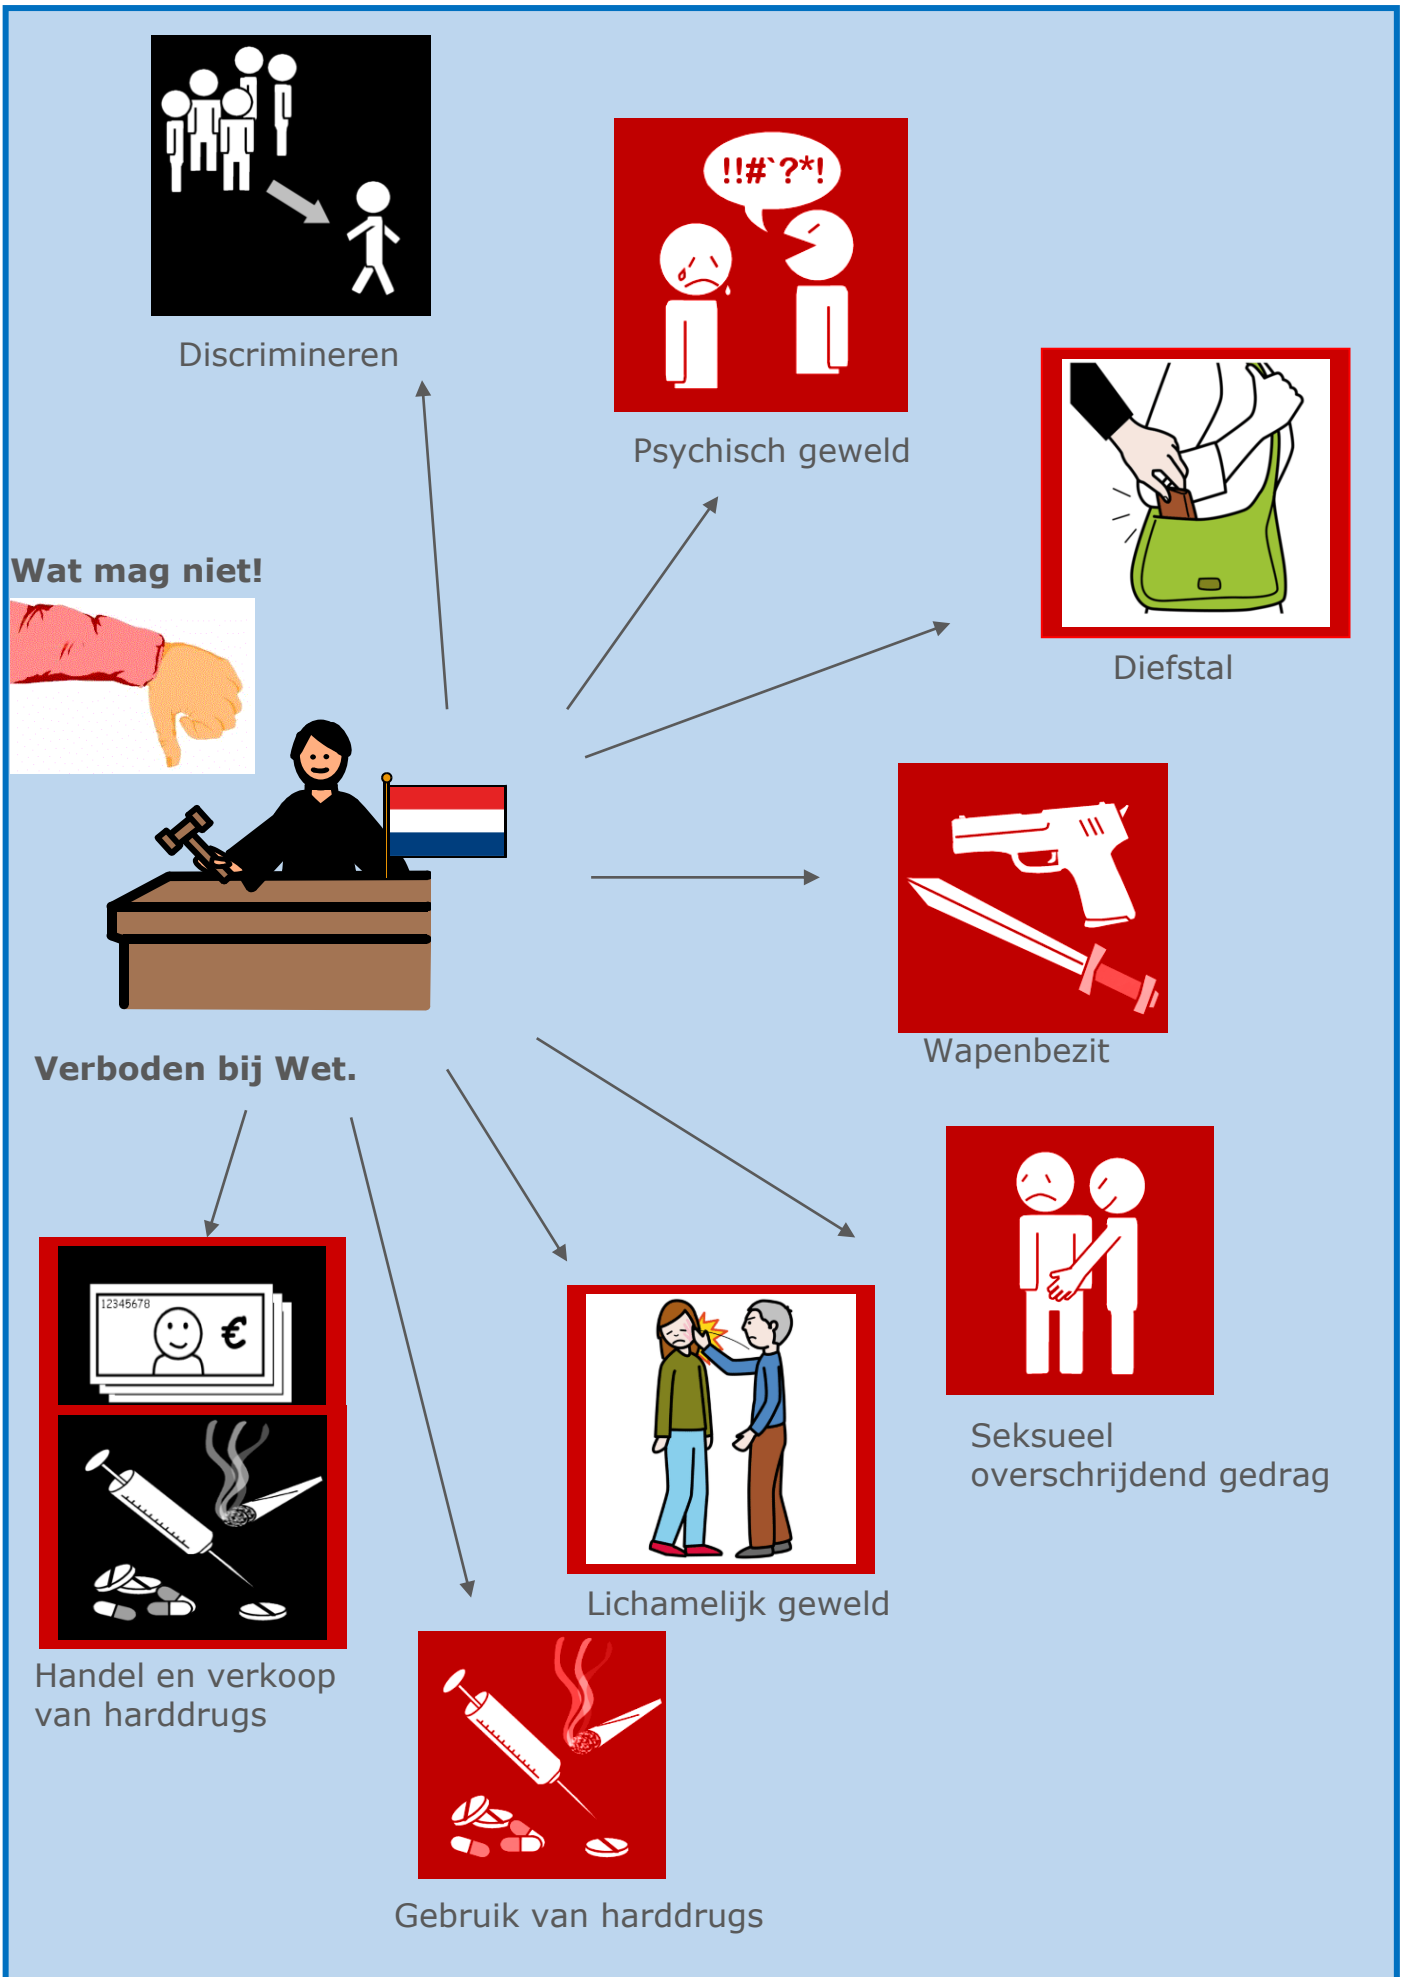 Discrimineren
!!#`?*!
Psychisch geweld
Diefstal
Wat mag niet!
Wapenbezit
Verboden bij Wet.
Seksueel
overschrijdend gedrag
12345678
€
Lichamelijk geweld
Handel en verkoop
van harddrugs
Gebruik van harddrugs